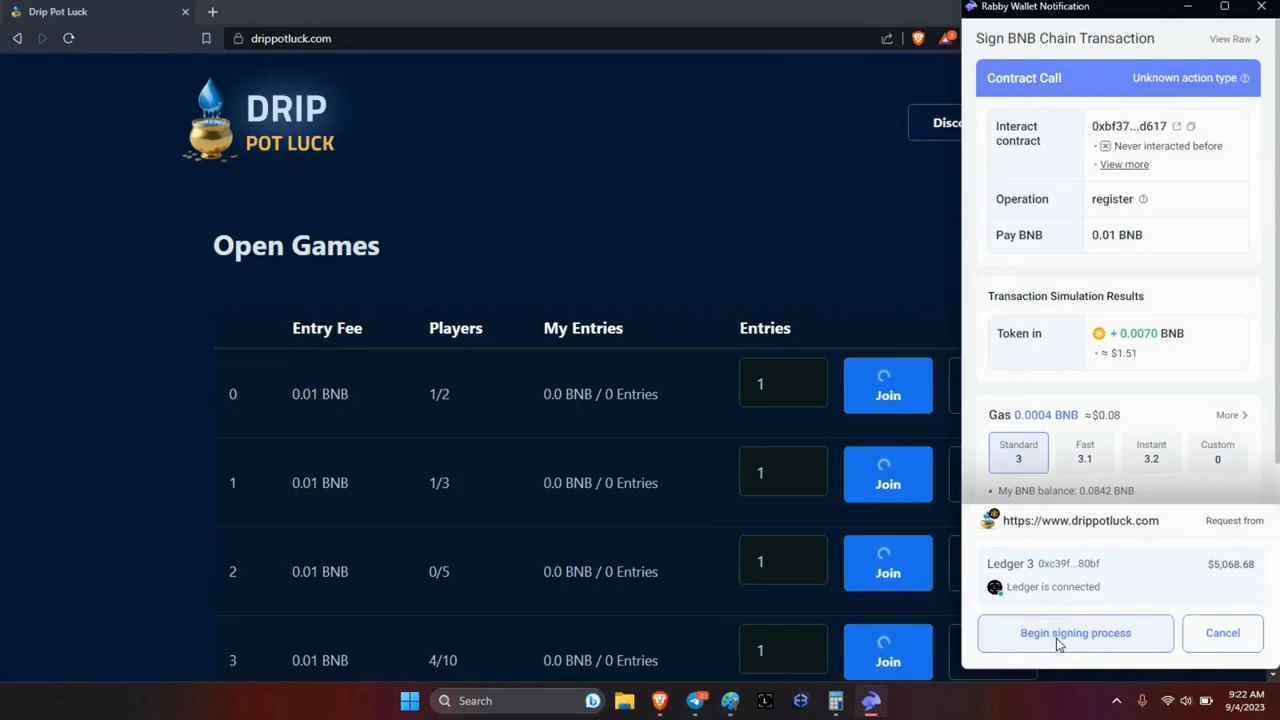 Drip Pot Luck
drippotluck.com
DRIP
POT LUCK
Disco
Open Games
Entry Fee Players My Entries Entries
0 0.01 BNB 1/2 0.0 BNB / 0 Entries 1 Join
1 0.01 BNB 1/3 0.0 BNB / 0 Entries 1 Join
2 0.01 BNB 0/5 0.0 BNB / 0 Entries 1 Join
3 0.01 BNB 4/10 0.0 BNB / 0 Entries 1 Join
Rabby Wallet Notification
Sign BNB Chain Transaction View Raw
Contract Call Unknown action type
Interact contract 0xbf37...d617
Never interacted before
View more
Operation register
Pay BNB 0.01 BNB
Transaction Simulation Results
Token in + 0.0070 BNB
≈ $1.51
Gas 0.0004 BNB ≈$0.08 More
Standard Fast Instant Custom
3 3.1 3.2 0
My BNB balance: 0.0842 BNB
https://www.drippotluck.com Request from
Ledger 3 0xc39f...80bf $5,068.68
Ledger is connected
Begin signing process Cancel
Search
9:22 AM
9/4/2023